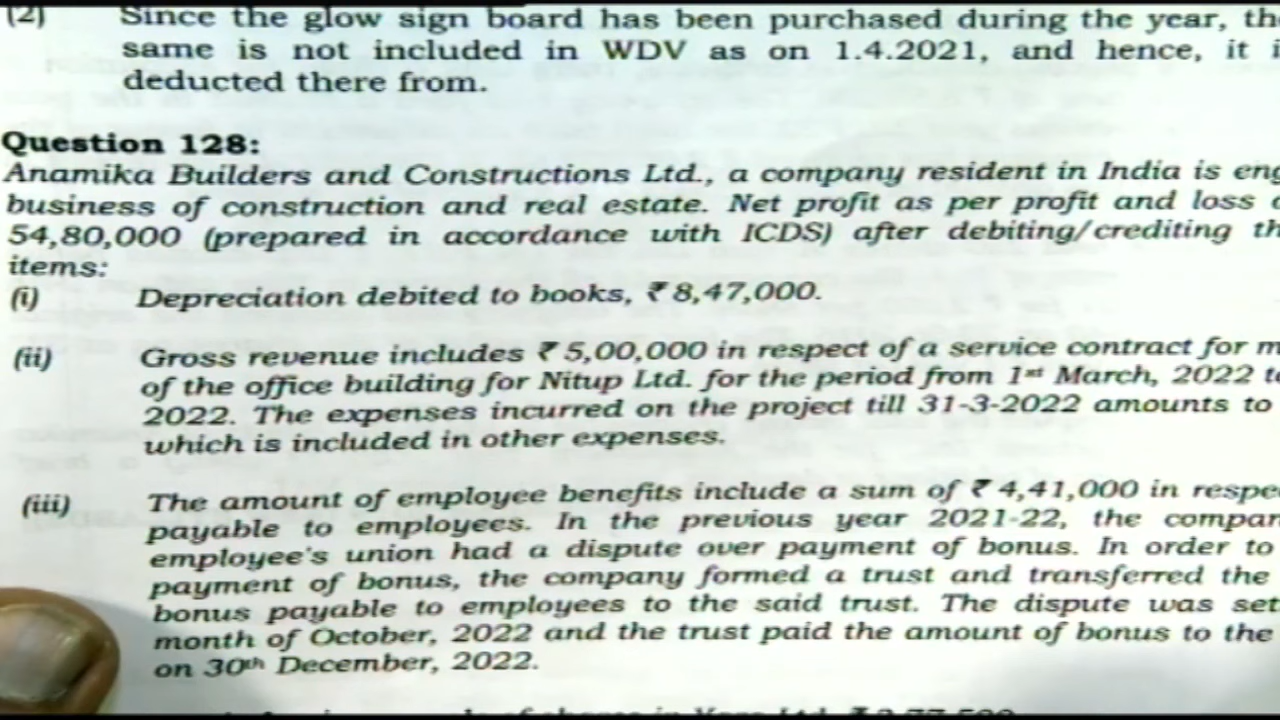 (2) Since the glow sign board has been purchased during the year,
same is not included in WDV as on 1.4.2021, and hence, it
deducted there from.
Question 128:
Anamika Builders and Constructions Ltd., a company resident in India is
business of construction and real estate. Net profit as per profit and loss
54,80,000 (prepared in accordance with ICDS) after debiting/crediting
items:
(i) Depreciation debited to books, ₹ 8,47,000.
(ii) Gross revenue includes ₹ 5,00,000 in respect of a service contract for
of the office building for Nitup Ltd. for the period from 1st March, 2022
2022. The expenses incurred on the project till 31-3-2022 amounts to
which is included in other expenses.
(iii) The amount of employee benefits include a sum of ₹ 4,41,000 in
payable to employees. In the previous year 2021-22, the
employee's union had a dispute over payment of bonus. In order to
payment of bonus, the company formed a trust and transferred the
bonus payable to employees to the said trust. The dispute was
month of October, 2022 and the trust paid the amount of bonus to the
on 30th December, 2022.